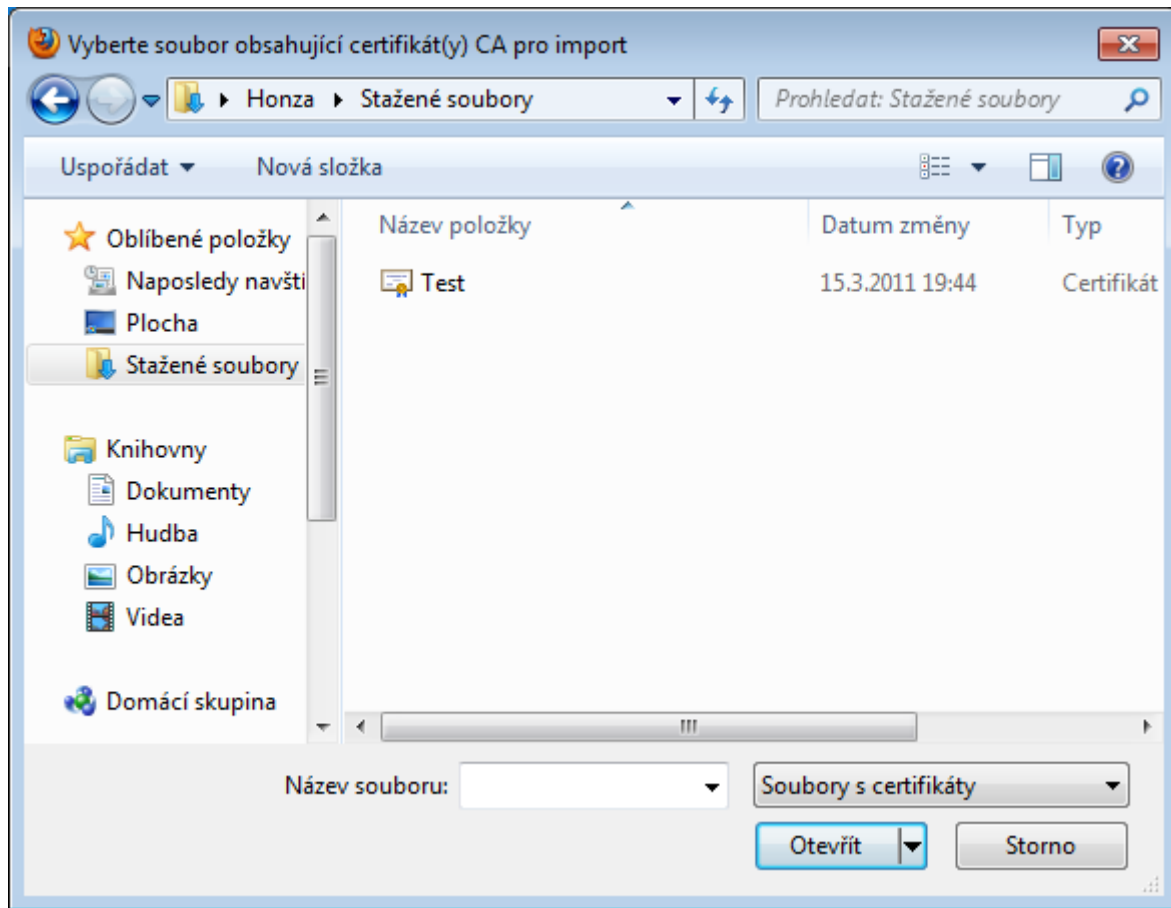 Vyberte soubor obsahující certifikát(y) CA pro import
Honza Stažené soubory Prohledat: Stažené soubory
Uspořádat Nová složka
Název položky Datum změny Typ
Oblíbené položky
Naposledy navšti
Plocha
Stažené soubory
Knihovny
Dokumenty
Hudba
Obrázky
Videa
Domácí skupina
Test 15.3.2011 19:44 Certifikát
Název souboru: Soubory s certifikáty
Otevřít Storno